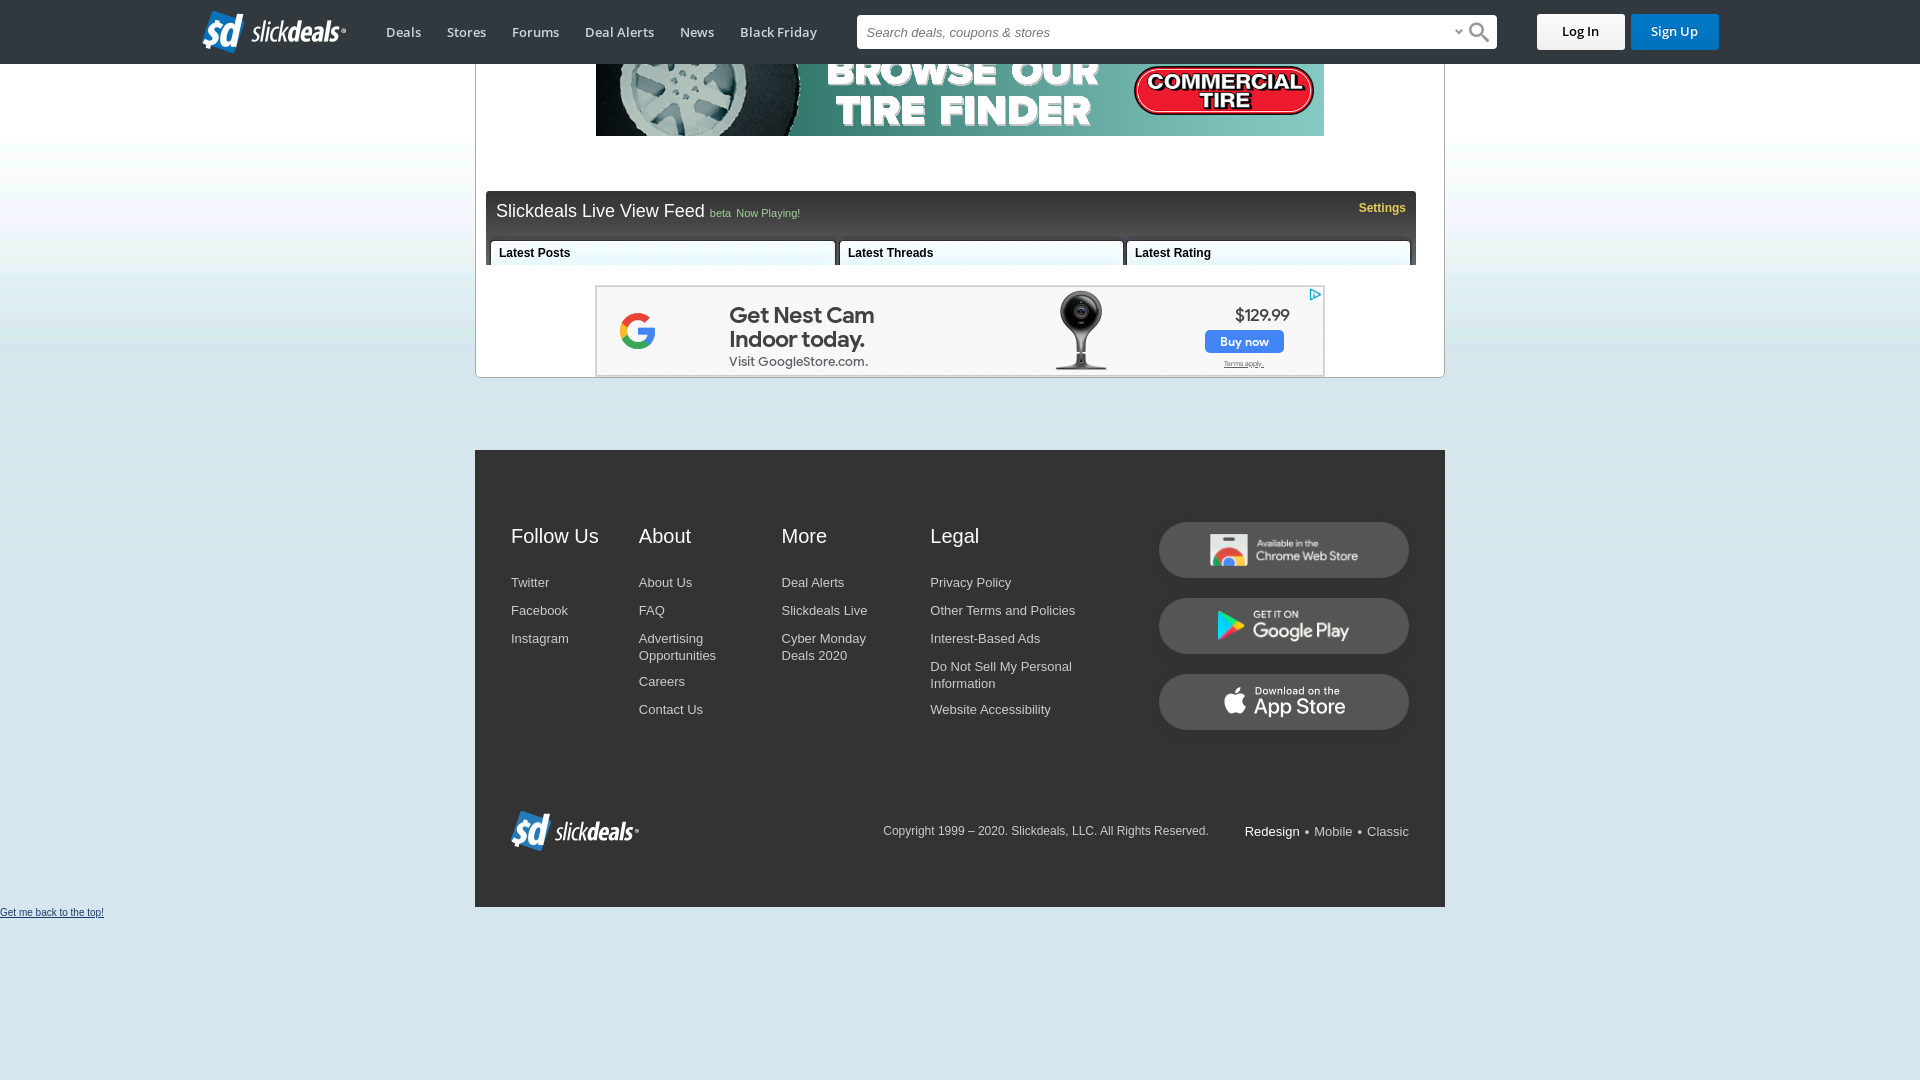 sd slickdeals®
Deals
Stores
Forums
Deal Alerts
News
Black Friday
Search deals, coupons & stores
Log In
Sign Up
BROWSE OUR
TIRE FINDER
COMMERCIAL
TIRE
Slickdeals Live View Feed beta Now Playing!
Settings
Latest Posts
Latest Threads
Latest Rating
Get Nest Cam
Indoor today.
Visit GoogleStore.com.
$129.99
Buy now
Terms apply.
Follow Us
Twitter
Facebook
Instagram
About
About Us
FAQ
Advertising
Opportunities
Careers
Contact Us
More
Deal Alerts
Slickdeals Live
Cyber Monday
Deals 2020
Legal
Privacy Policy
Other Terms and Policies
Interest-Based Ads
Do Not Sell My Personal
Information
Website Accessibility
Available in the
Chrome Web Store
GET IT ON
Google Play
Download on the
App Store
sd slickdeals®
Copyright 1999 – 2020. Slickdeals, LLC. All Rights Reserved.
Redesign • Mobile • Classic
Get me back to the top!